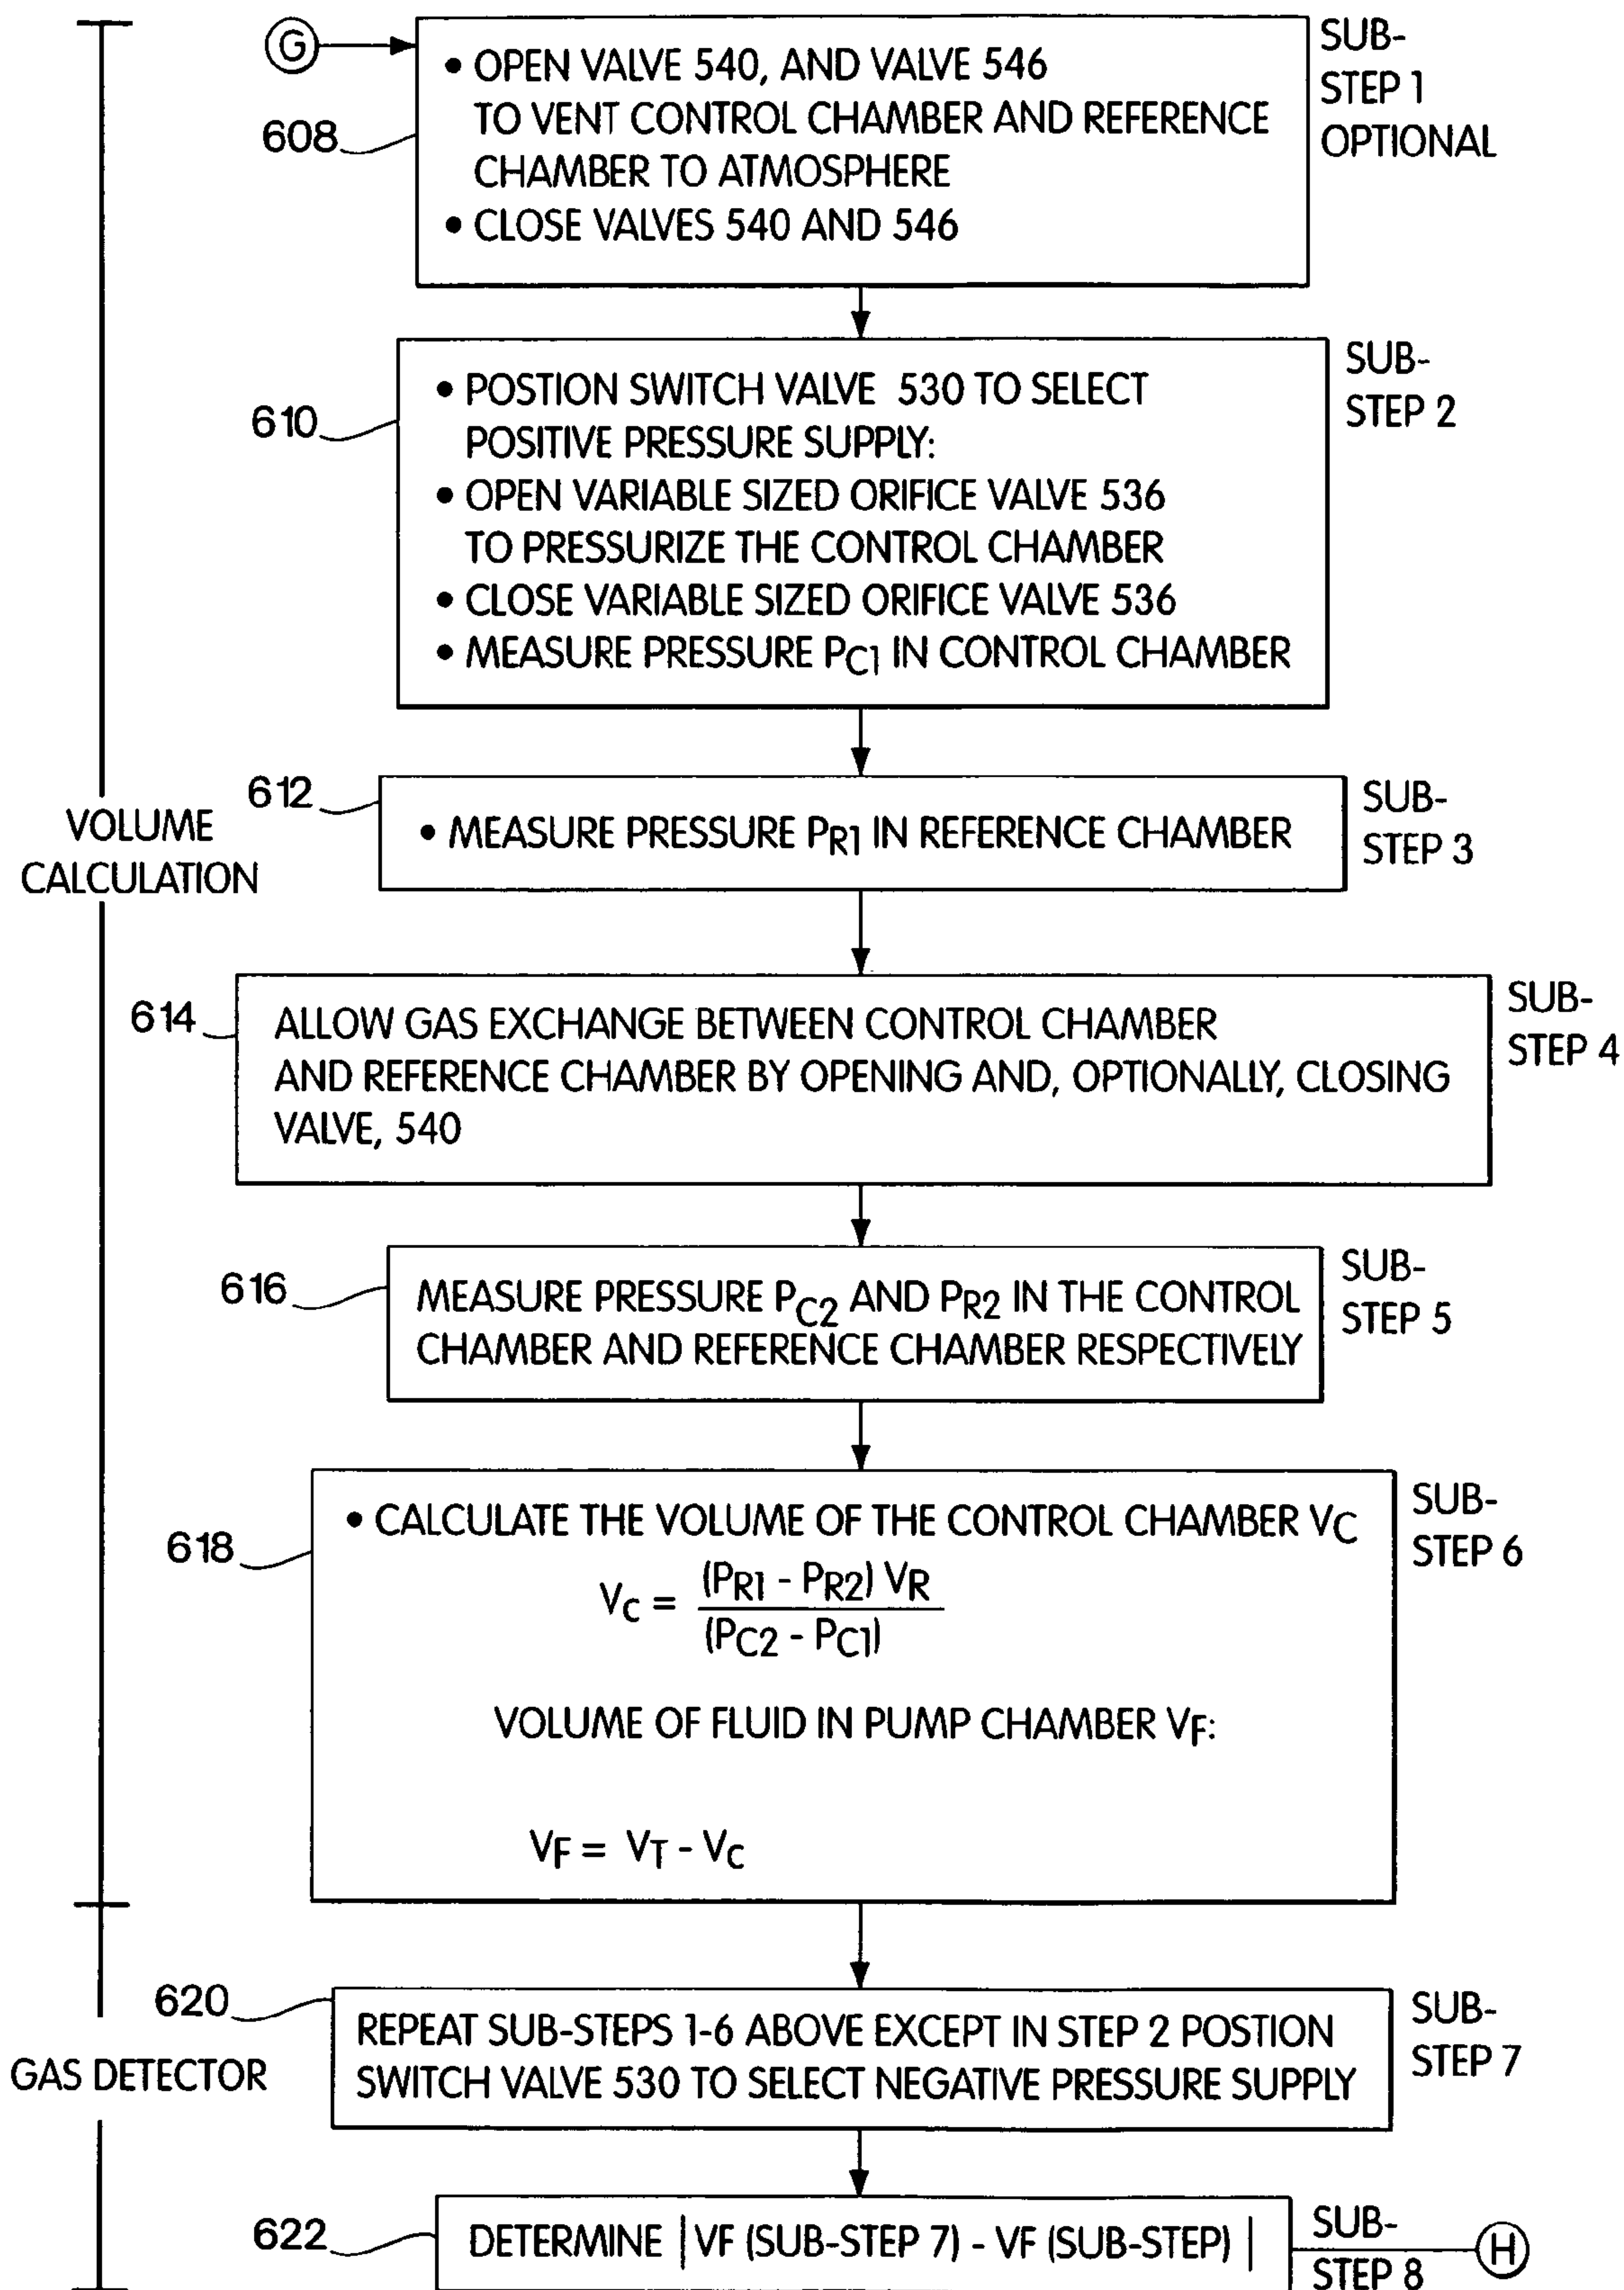 G
• OPEN VALVE 540, AND VALVE 546
TO VENT CONTROL CHAMBER AND REFERENCE
CHAMBER TO ATMOSPHERE
• CLOSE VALVES 540 AND 546
608
SUB-
STEP 1
OPTIONAL
• POSTION SWITCH VALVE 530 TO SELECT
POSITIVE PRESSURE SUPPLY:
• OPEN VARIABLE SIZED ORIFICE VALVE 536
TO PRESSURIZE THE CONTROL CHAMBER
• CLOSE VARIABLE SIZED ORIFICE VALVE 536
• MEASURE PRESSURE PC1 IN CONTROL CHAMBER
610
SUB-
STEP 2
VOLUME
CALCULATION
612
• MEASURE PRESSURE PR1 IN REFERENCE CHAMBER
SUB-
STEP 3
614
ALLOW GAS EXCHANGE BETWEEN CONTROL CHAMBER
AND REFERENCE CHAMBER BY OPENING AND, OPTIONALLY, CLOSING
VALVE, 540
SUB-
STEP 4
616
MEASURE PRESSURE PC2 AND PR2 IN THE CONTROL
CHAMBER AND REFERENCE CHAMBER RESPECTIVELY
SUB-
STEP 5
618
• CALCULATE THE VOLUME OF THE CONTROL CHAMBER VC
VC = (PR1 - PR2) VR
(PC2 - PC1)
VOLUME OF FLUID IN PUMP CHAMBER VF:
VF = VT - VC
SUB-
STEP 6
GAS DETECTOR
620
REPEAT SUB-STEPS 1-6 ABOVE EXCEPT IN STEP 2 POSTION
SWITCH VALVE 530 TO SELECT NEGATIVE PRESSURE SUPPLY
SUB-
STEP 7
622
DETERMINE | VF (SUB-STEP 7) - VF (SUB-STEP) |
SUB-
STEP 8
H